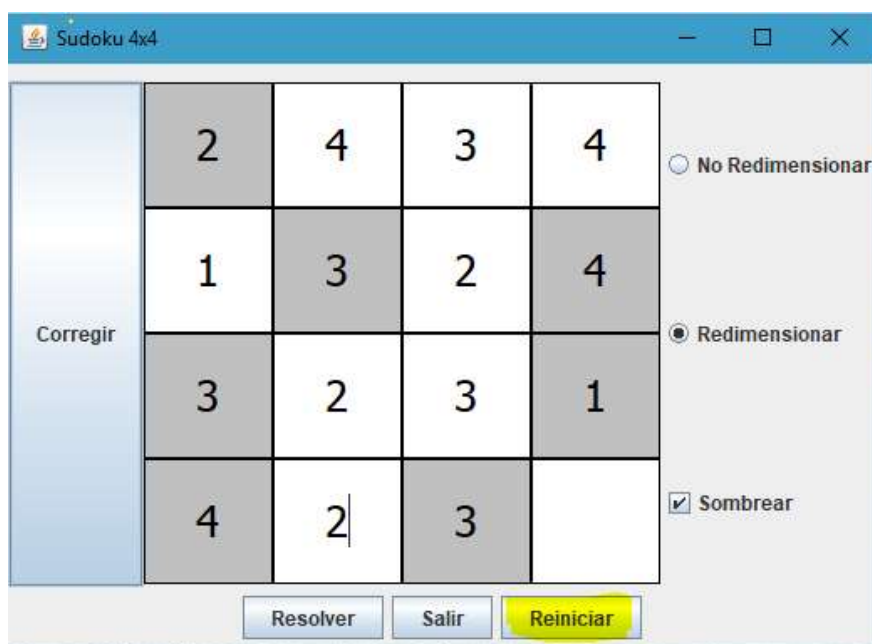 Sudoku 4x4
2 4 3 4
No Redimensionar
1 3 2 4
Corregir
Redimensionar
3 2 3 1
Sombrear
4 2 3
Resolver Salir Reiniciar